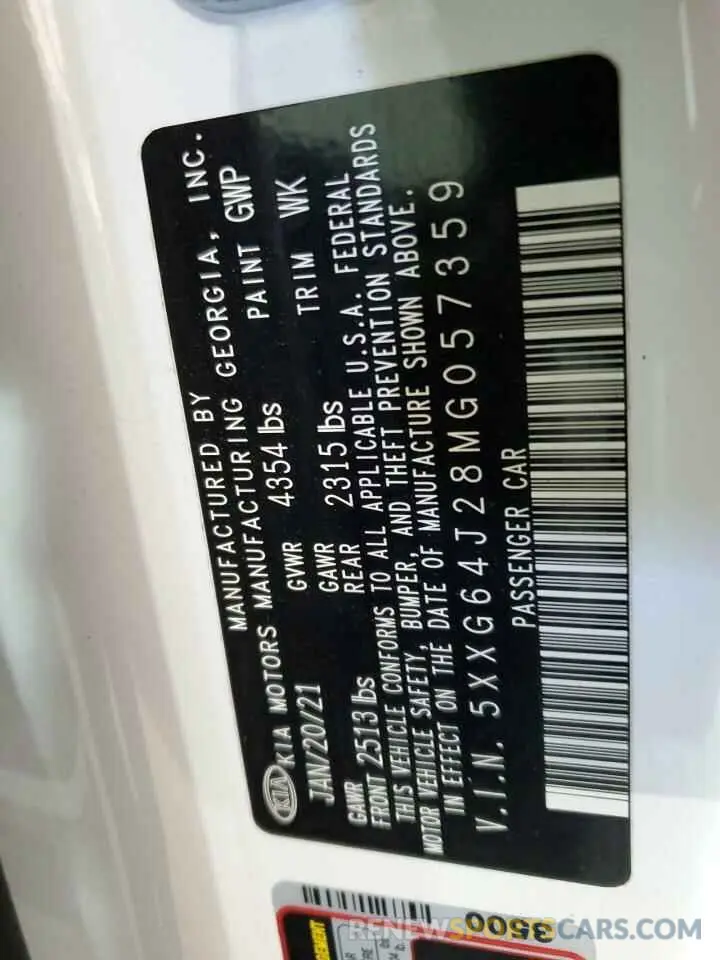 MANUFACTURED BY
KIA KIA MOTORS MANUFACTURING GEORGIA, INC.
JAN/20/21 GVWR 4354 lbs PAINT GWP
GAWR FRONT 2513 lbs GAWR REAR 2315 lbs TRIM WK
THIS VEHICLE CONFORMS TO ALL APPLICABLE U.S.A. FEDERAL
MOTOR VEHICLE SAFETY, BUMPER, AND THEFT PREVENTION STANDARDS
IN EFFECT ON THE DATE OF MANUFACTURE SHOWN ABOVE.
V.I.N. 5XXG64J28MG057359
PASSENGER CAR
3500
RENEWSPORTSCARS.COM